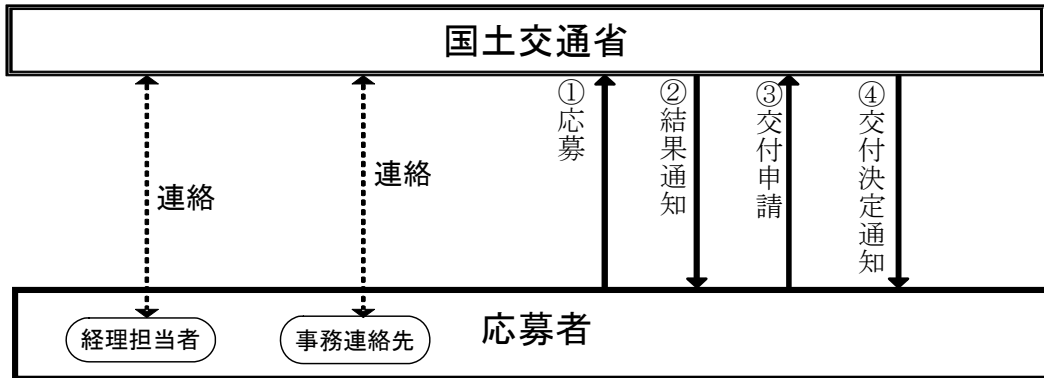 国土交通省
①応募
②結果通知
③交付申請
④交付決定通知
連絡
連絡
経理担当者
事務連絡先
応募者